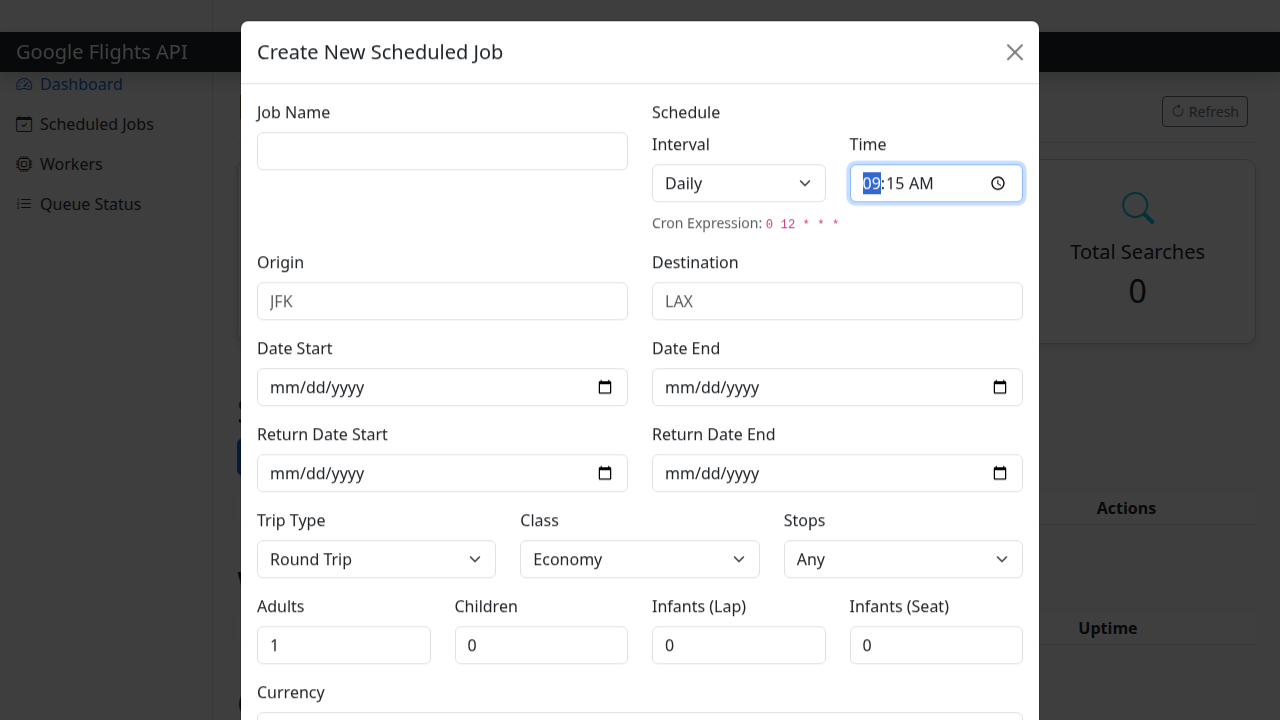 Google Flights API
Dashboard
Scheduled Jobs
Workers
Queue Status
Create New Scheduled Job
Job Name
Schedule
Interval
Time
Daily
09:15 AM
Cron Expression: 0 12 * * *
Origin
Destination
JFK
LAX
Date Start
Date End
mm/dd/yyyy
mm/dd/yyyy
Return Date Start
Return Date End
mm/dd/yyyy
mm/dd/yyyy
Trip Type
Class
Stops
Round Trip
Economy
Any
Adults
Children
Infants (Lap)
Infants (Seat)
1
0
0
0
Currency
Refresh
Total Searches
0
Actions
Uptime